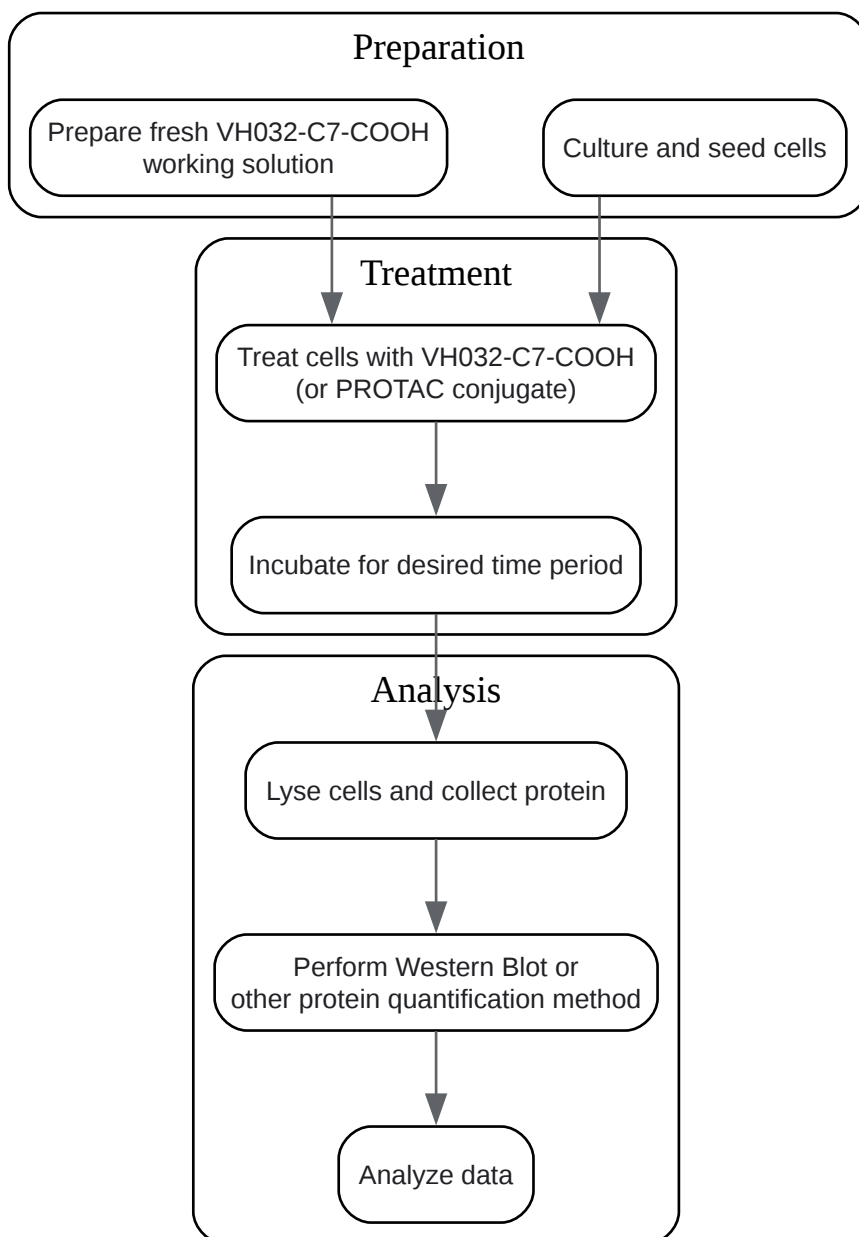 Preparation
Prepare fresh VH032-C7-COOH
working solution
Culture and seed cells
Treatment
Treat cells with VH032-C7-COOH
(or PROTAC conjugate)
Incubate for desired time period
Analysis
Lyse cells and collect protein
Perform Western Blot or
other protein quantification method
Analyze data